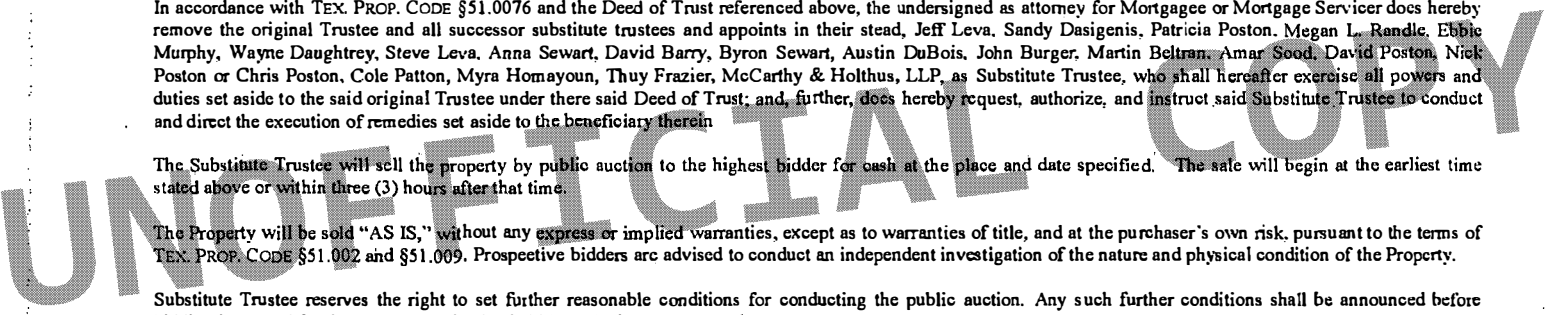 In accordance with TEX. PROP. CODE §51.0076 and the Deed of Trust referenced above, the undersigned as attorney for Mortgagee or Mortgage Servicer does hereby
remove the original Trustee and all successor substitute trustees and appoints in their stead, Jeff Leva, Sandy Dasigenis, Patricia Poston, Megan L. Randle, Ebbie
Murphy, Wayne Daughtrey, Steve Leva, Anna Sewart, David Barry, Byron Sewart, Austin DuBois, John Burger, Martin Beltran, Amar Sood, David Poston, Nick
Poston or Chris Poston, Cole Patton, Myra Homayoun, Thuy Frazier, McCarthy & Holthus, LLP, as Substitute Trustee, who shall hereafter exercise all powers and
duties set aside to the said original Trustee under there said Deed of Trust; and, further, does hereby request, authorize, and instruct said Substitute Trustee to conduct
and direct the execution of remedies set aside to the beneficiary therein
The Substitute Trustee will sell the property by public auction to the highest bidder for cash at the place and date specified. The sale will begin at the earliest time
stated above or within three (3) hours after that time.
The Property will be sold “AS IS,” without any express or implied warranties, except as to warranties of title, and at the purchaser's own risk, pursuant to the terms of
TEX. PROP. CODE §51.002 and §51.009. Prospective bidders are advised to conduct an independent investigation of the nature and physical condition of the Property.
Substitute Trustee reserves the right to set further reasonable conditions for conducting the public auction. Any such further conditions shall be announced before
UNOFFICIAL COPY